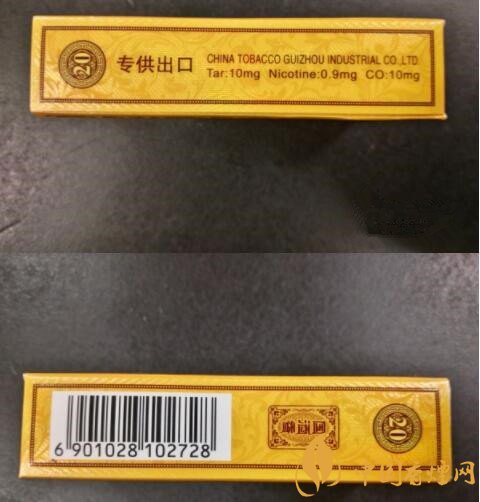 20
专供出口
CHINA TOBACCO GUIZHOU INDUSTRIAL CO.,LTD
Tar:10mg Nicotine:0.9mg CO:10mg
6 901028 102728
20